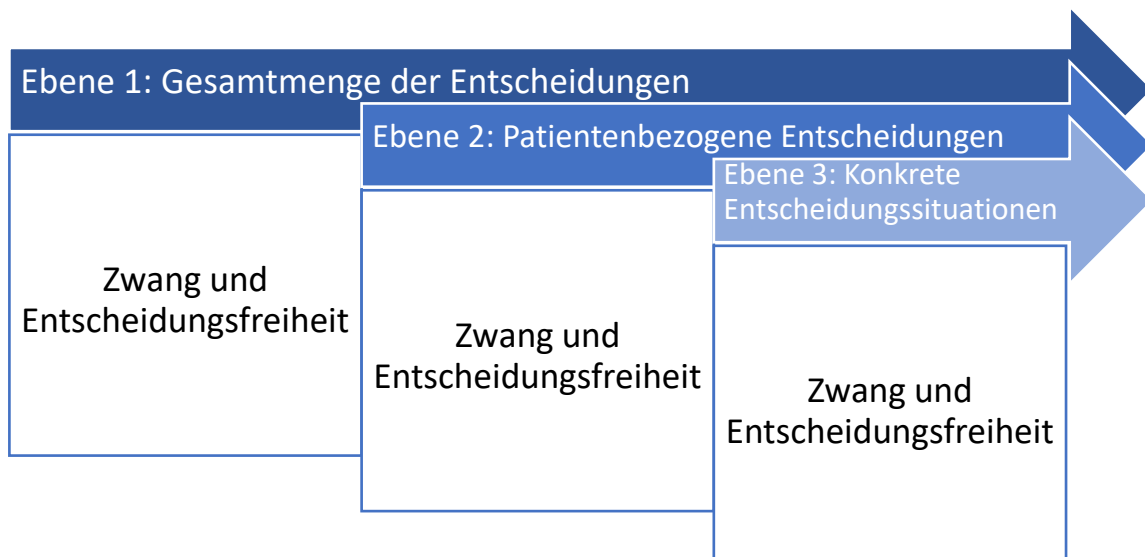 Ebene 1: Gesamtmenge der Entscheidungen
Ebene 2: Patientenbezogene Entscheidungen
Ebene 3: Konkrete
Entscheidungssituationen
Zwang und
Entscheidungsfreiheit
Zwang und
Entscheidungsfreiheit
Zwang und
Entscheidungsfreiheit